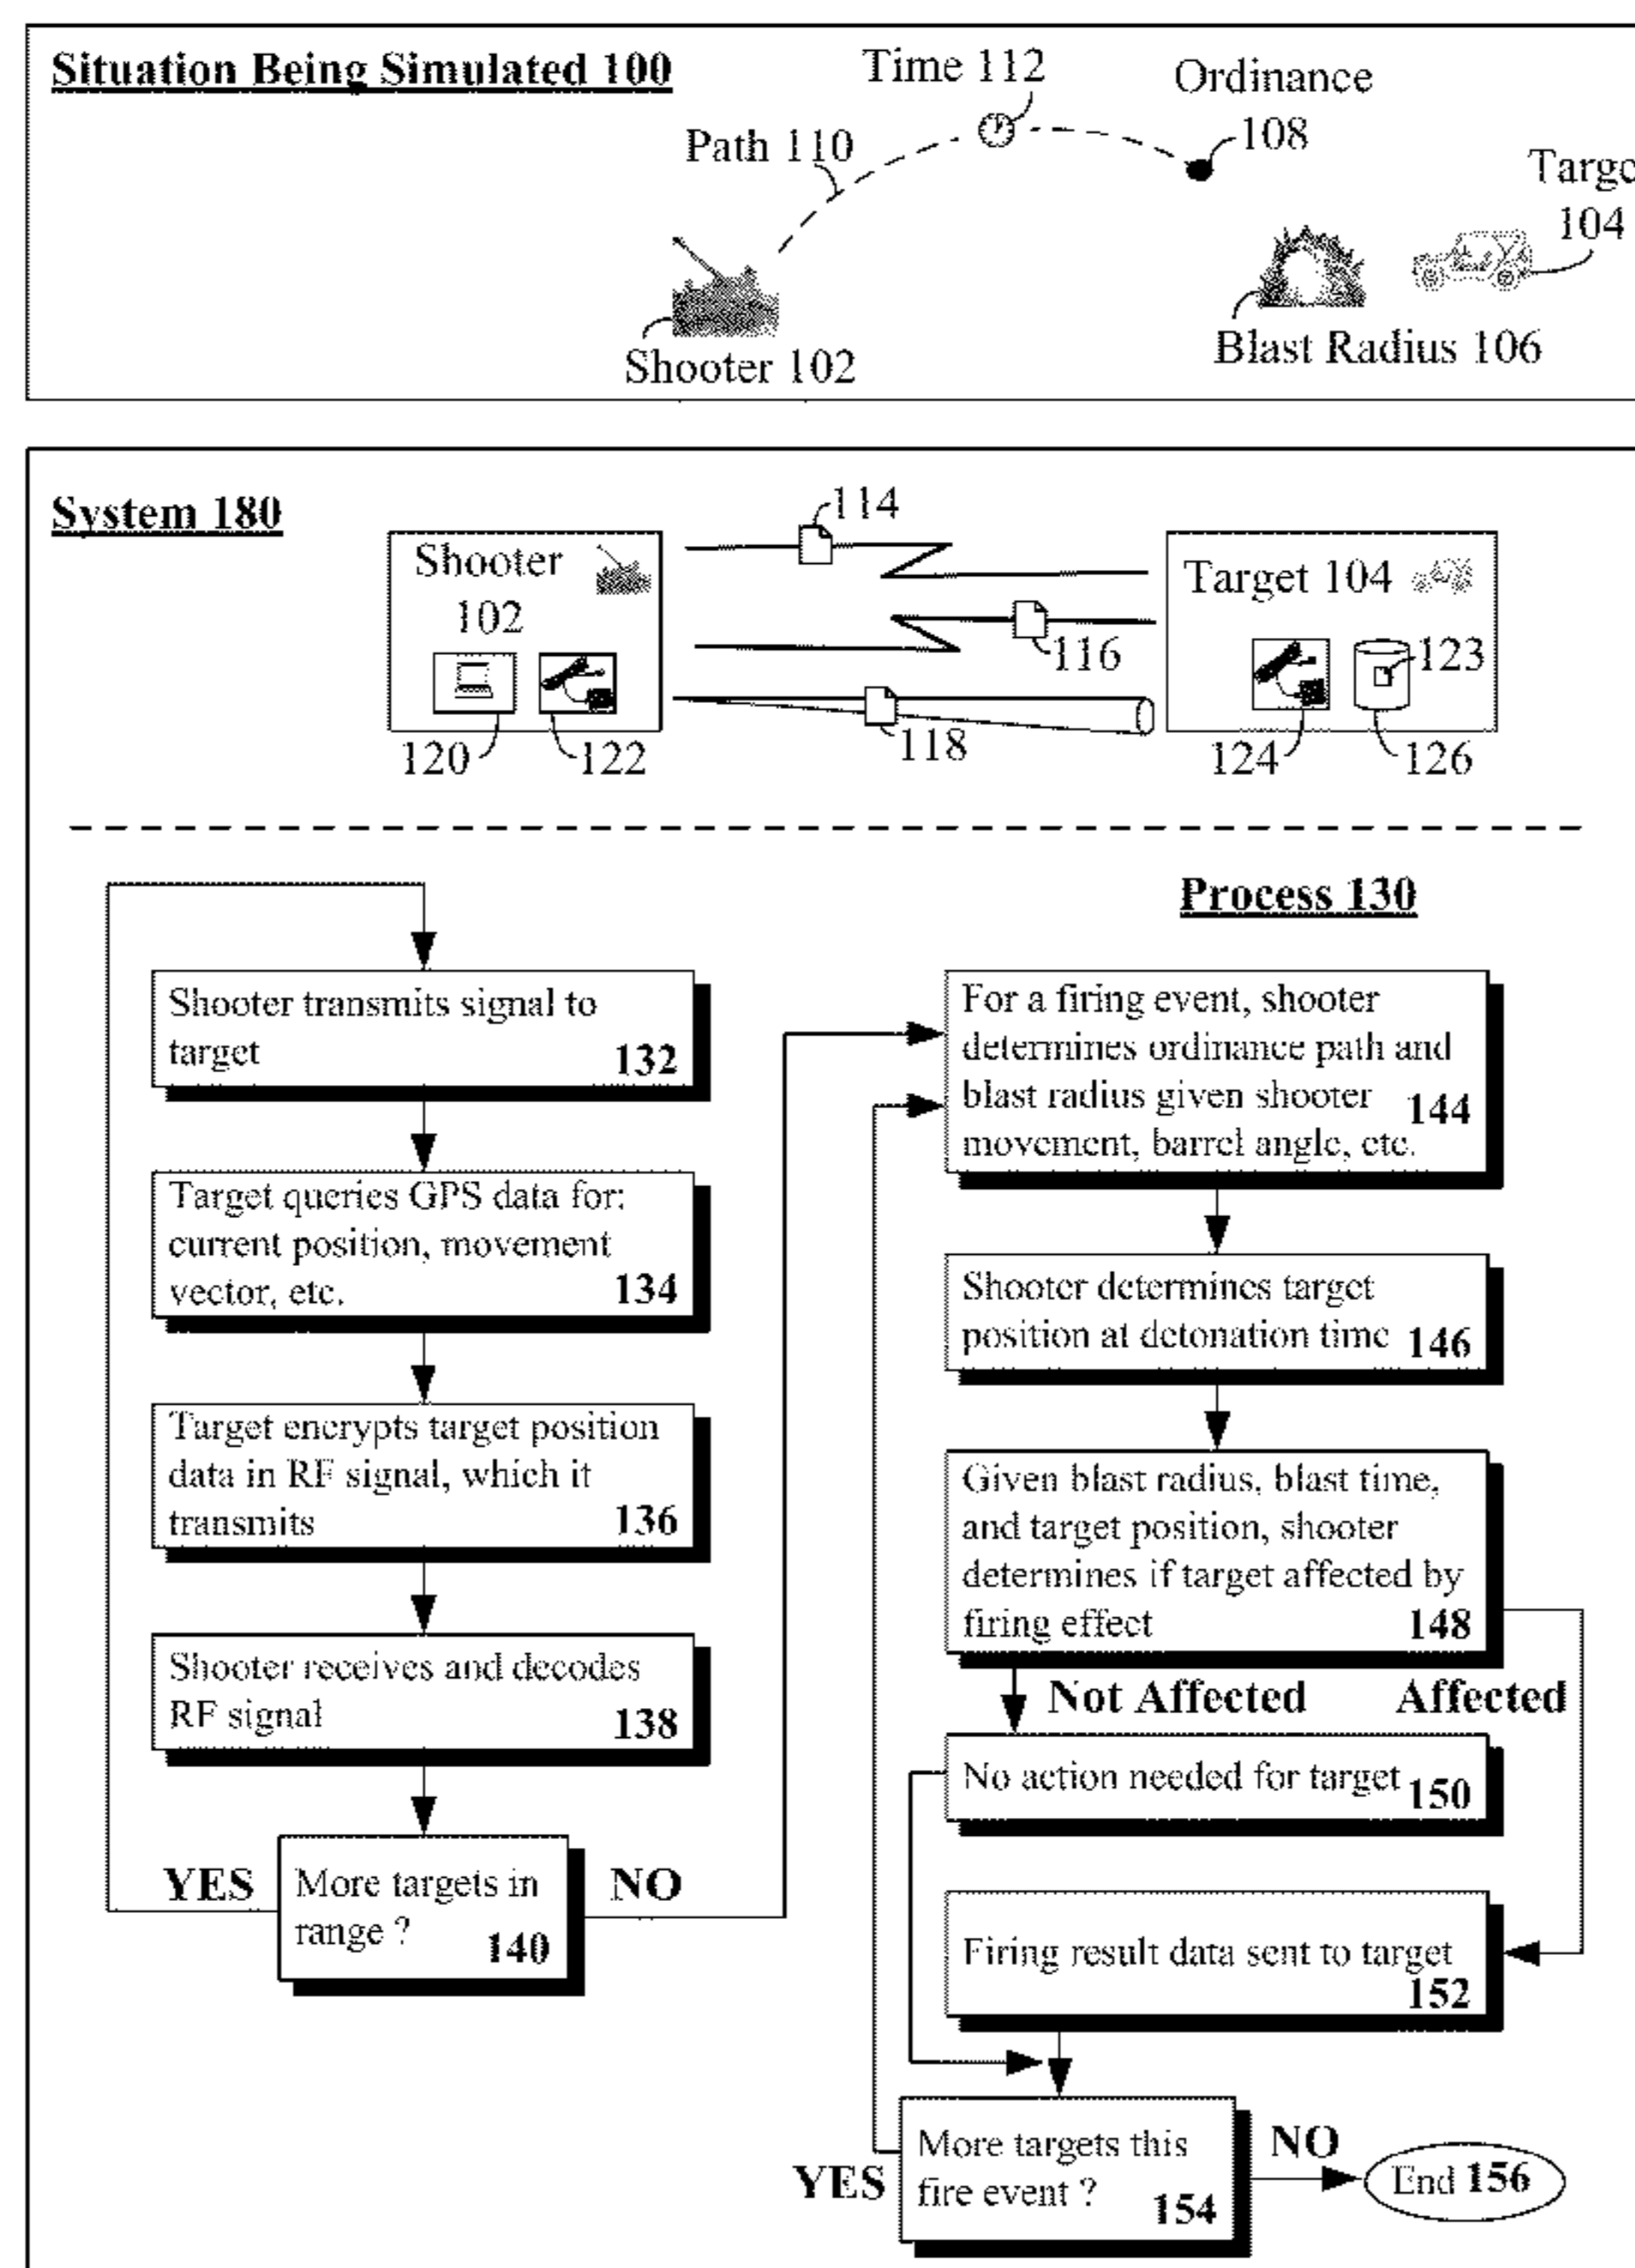 Situation Being Simulated 100
Time 112
Ordinance
108
Path 110
Targe
104
Shooter 102
Blast Radius 106
System 180
Shooter
102
120
122
114
116
118
Target 104
123
124
126
Process 130
Shooter transmits signal to
target 132
Target queries GPS data for:
current position, movement
vector, etc. 134
Target encrypts target position
data in RF signal, which it
transmits 136
Shooter receives and decodes
RF signal 138
YES
More targets in
range ? 140
NO
For a firing event, shooter
determines ordinance path and
blast radius given shooter 144
movement, barrel angle, etc.
Shooter determines target
position at detonation time 146
Given blast radius, blast time,
and target position, shooter
determines if target affected by
firing effect 148
Not Affected
Affected
No action needed for target 150
Firing result data sent to target
152
YES
More targets this
fire event ? 154
NO
End 156